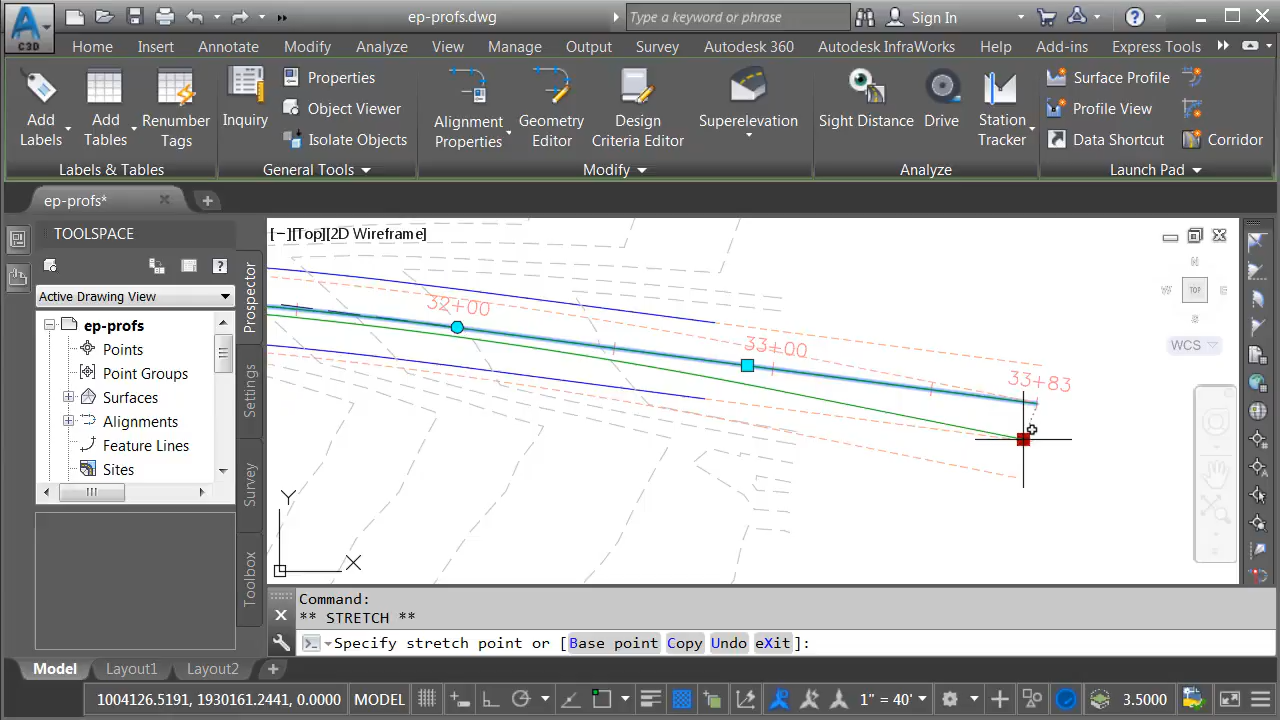 ep-profs.dwg
Type a keyword or phrase
Sign In
C3D
Home Insert Annotate Modify Analyze View Manage Output Survey Autodesk 360 Autodesk InfraWorks Help Add-ins Express Tools
Add Labels
Add Tables
Renumber Tags
Labels & Tables
Inquiry
Properties
Object Viewer
Isolate Objects
General Tools
Alignment Properties
Geometry Editor
Design Criteria Editor
Superelevation
Modify
Sight Distance
Drive
Station Tracker
Analyze
Surface Profile
Profile View
Data Shortcut
Corridor
Launch Pad
ep-profs*
TOOLSPACE
Active Drawing View
ep-profs
Points
Point Groups
Surfaces
Alignments
Feature Lines
Sites
Prospector
Settings
Survey
Toolbox
[−][Top][2D Wireframe]
32+00
33+00
33+83
TOP
WCS
Y
X
Command:
** STRETCH **
Specify stretch point or [Base point Copy Undo eXit]:
Model Layout1 Layout2
1004126.5191, 1930161.2441, 0.0000 MODEL 1" = 40' 3.5000